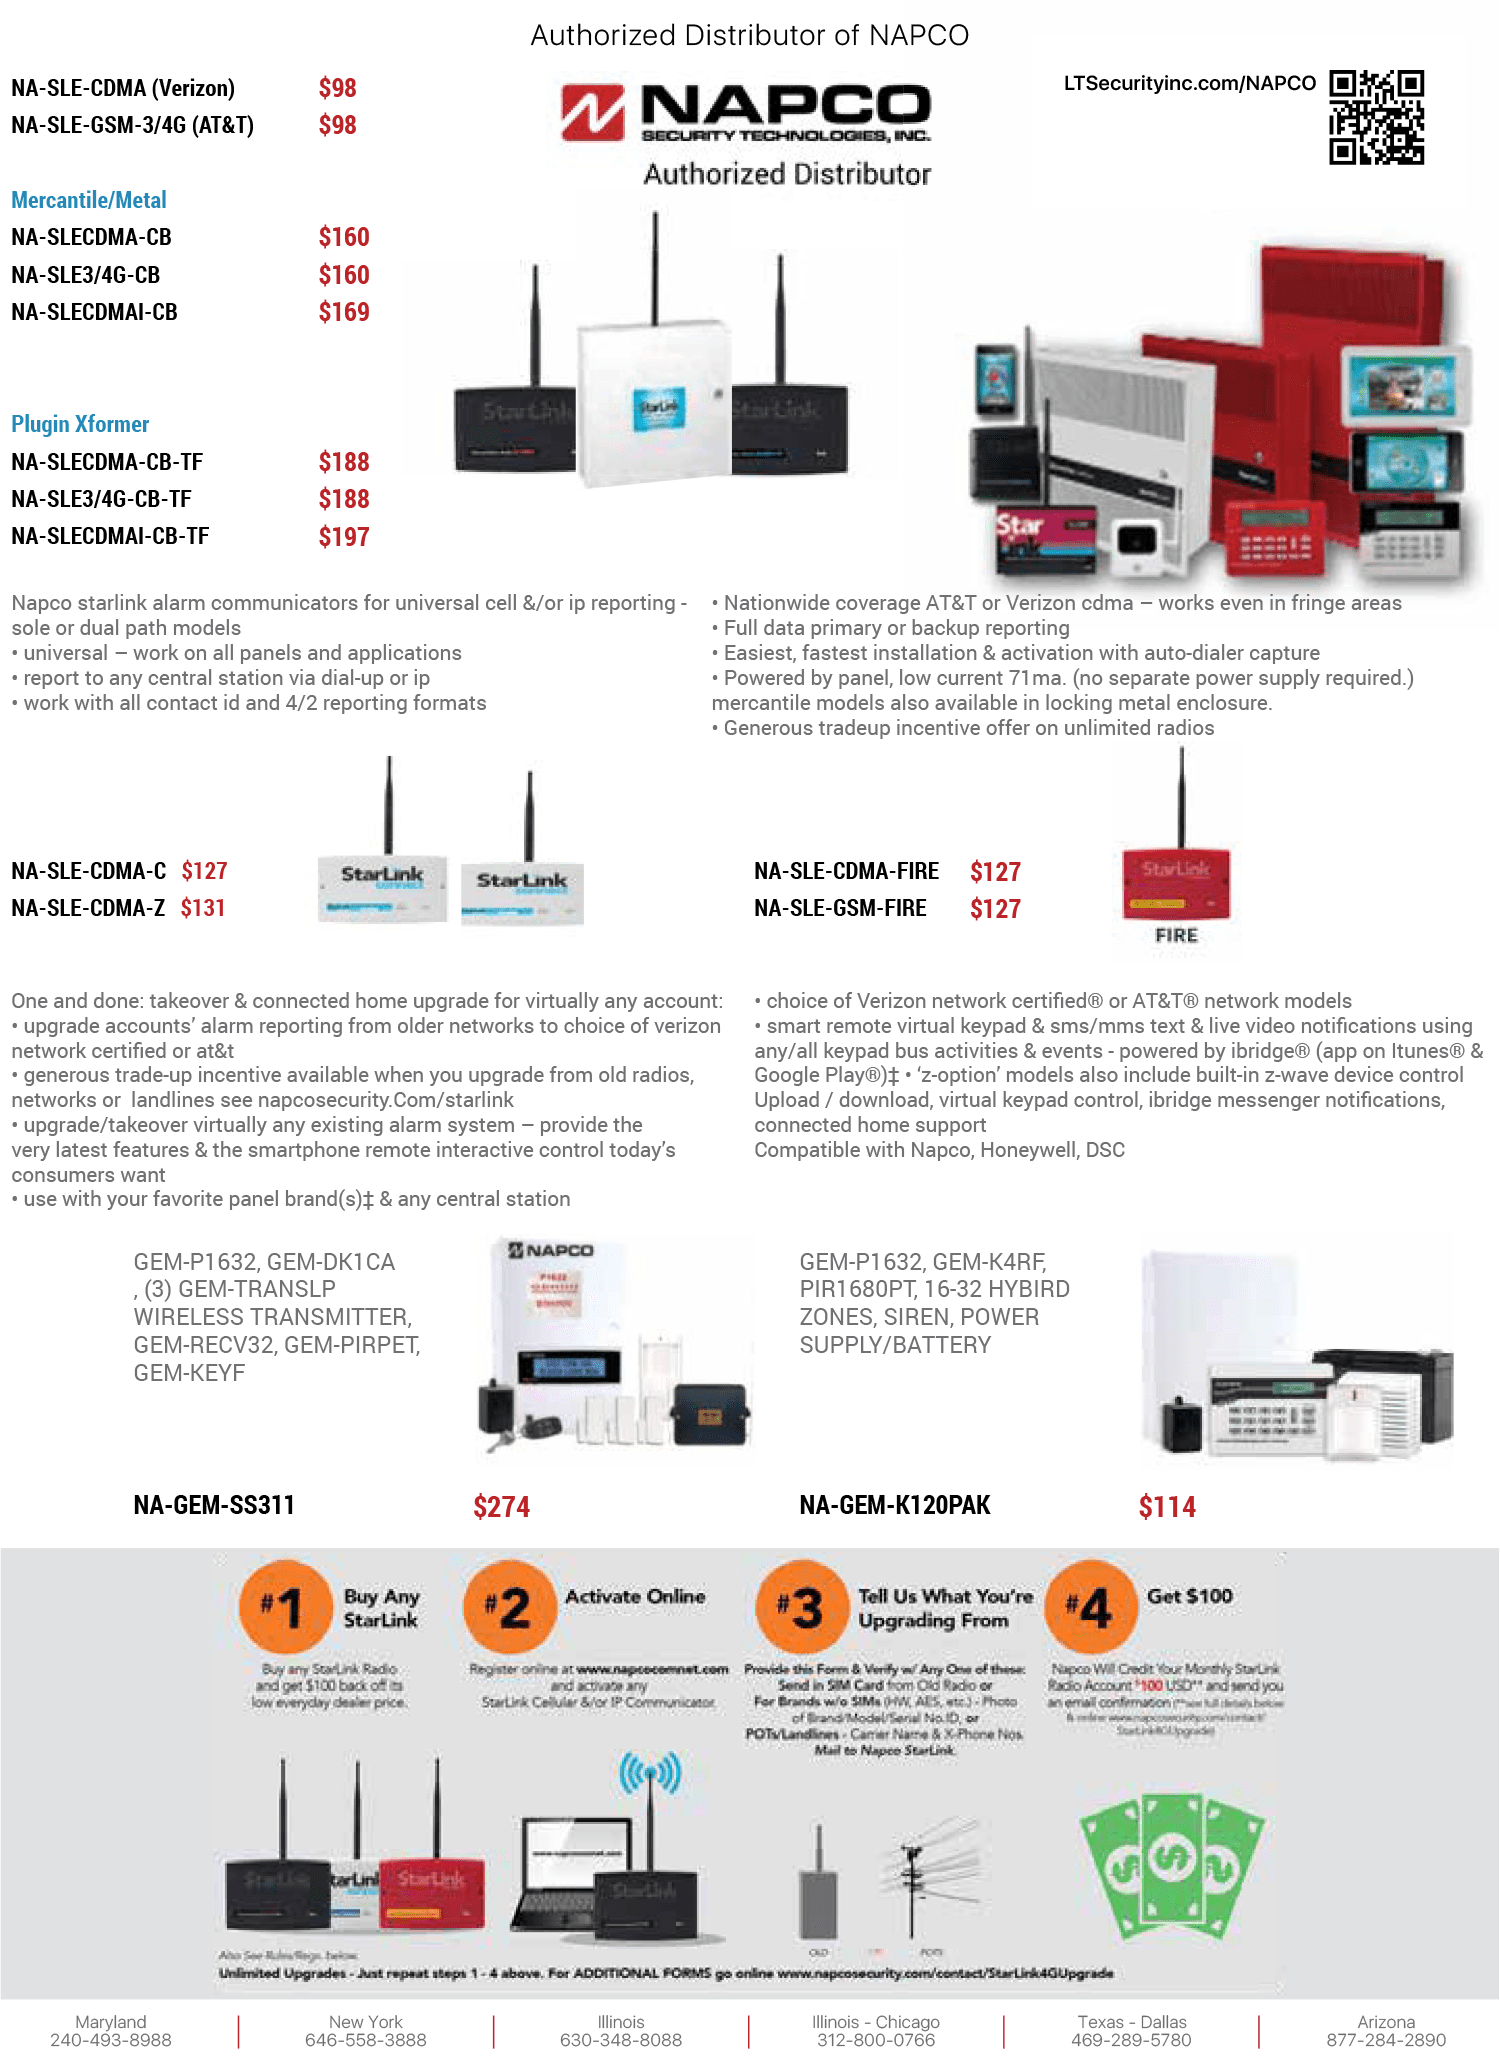 Authorized Distributor of NAPCO
NA-SLE-CDMA (Verizon) $98
NA-SLE-GSM-3/4G (AT&T) $98
NAPCO
SECURITY TECHNOLOGIES, INC.
Authorized Distributor
LTSecurityinc.com/NAPCO
Mercantile/Metal
NA-SLECDMA-CB $160
NA-SLE3/4G-CB $160
NA-SLECDMAI-CB $169
Plugin Xformer
NA-SLECDMA-CB-TF $188
NA-SLE3/4G-CB-TF $188
NA-SLECDMAI-CB-TF $197
StarLink
StarLink
StarLink
Star
Link
Napco starlink alarm communicators for universal cell &/or ip reporting -
sole or dual path models
• universal – work on all panels and applications
• report to any central station via dial-up or ip
• work with all contact id and 4/2 reporting formats
• Nationwide coverage AT&T or Verizon cdma – works even in fringe areas
• Full data primary or backup reporting
• Easiest, fastest installation & activation with auto-dialer capture
• Powered by panel, low current 71ma. (no separate power supply required.)
mercantile models also available in locking metal enclosure.
• Generous tradeup incentive offer on unlimited radios
NA-SLE-CDMA-C $127
NA-SLE-CDMA-Z $131
StarLink
connect
StarLink
connect
NA-SLE-CDMA-FIRE $127
NA-SLE-GSM-FIRE $127
StarLink
FIRE
One and done: takeover & connected home upgrade for virtually any account:
• upgrade accounts’ alarm reporting from older networks to choice of verizon
network certified or at&t
• generous trade-up incentive available when you upgrade from old radios,
networks or landlines see napcosecurity.Com/starlink
• upgrade/takeover virtually any existing alarm system – provide the
very latest features & the smartphone remote interactive control today’s
consumers want
• use with your favorite panel brand(s)‡ & any central station
• choice of Verizon network certified® or AT&T® network models
• smart remote virtual keypad & sms/mms text & live video notifications using
any/all keypad bus activities & events - powered by ibridge® (app on Itunes® &
Google Play®)‡ • ‘z-option’ models also include built-in z-wave device control
Upload / download, virtual keypad control, ibridge messenger notifications,
connected home support
Compatible with Napco, Honeywell, DSC
GEM-P1632, GEM-DK1CA
, (3) GEM-TRANSLP
WIRELESS TRANSMITTER,
GEM-RECV32, GEM-PIRPET,
GEM-KEYF
NAPCO
P1632
NA-GEM-SS311 $274
GEM-P1632, GEM-K4RF,
PIR1680PT, 16-32 HYBIRD
ZONES, SIREN, POWER
SUPPLY/BATTERY
NA-GEM-K120PAK $114
#1 Buy Any
StarLink
Buy any StarLink Radio
and get $100 back off its
low everyday dealer price.
#2 Activate Online
Register online at www.napcocomnet.com
and activate any
StarLink Cellular &/or IP Communicator.
#3 Tell Us What You're
Upgrading From
Provide this Form & Verify w/ Any One of these:
Send in SIM Card from Old Radio or
For Brands w/o SIMs (HW, AES, etc.) - Photo
of Brand/Model/Serial No.ID, or
POTs/Landlines - Carrier Name & X-Phone Nos.
Mail to Napco StarLink.
#4 Get $100
Napco Will Credit Your Monthly StarLink
Radio Account $100 USD** and send you
an email confirmation (**see full details below
& online www.napcosecurity.com/contact/
StarLink4GUpgrade)
StarLink
StarLink
StarLink
www.napcocomnet.com
StarLink
OLD
POTS
Also See Rules/Regs. below.
Unlimited Upgrades - Just repeat steps 1 - 4 above. For ADDITIONAL FORMS go online www.napcosecurity.com/contact/StarLink4GUpgrade
Maryland
240-493-8988
New York
646-558-3888
Illinois
630-348-8088
Illinois - Chicago
312-800-0766
Texas - Dallas
469-289-5780
Arizona
877-284-2890